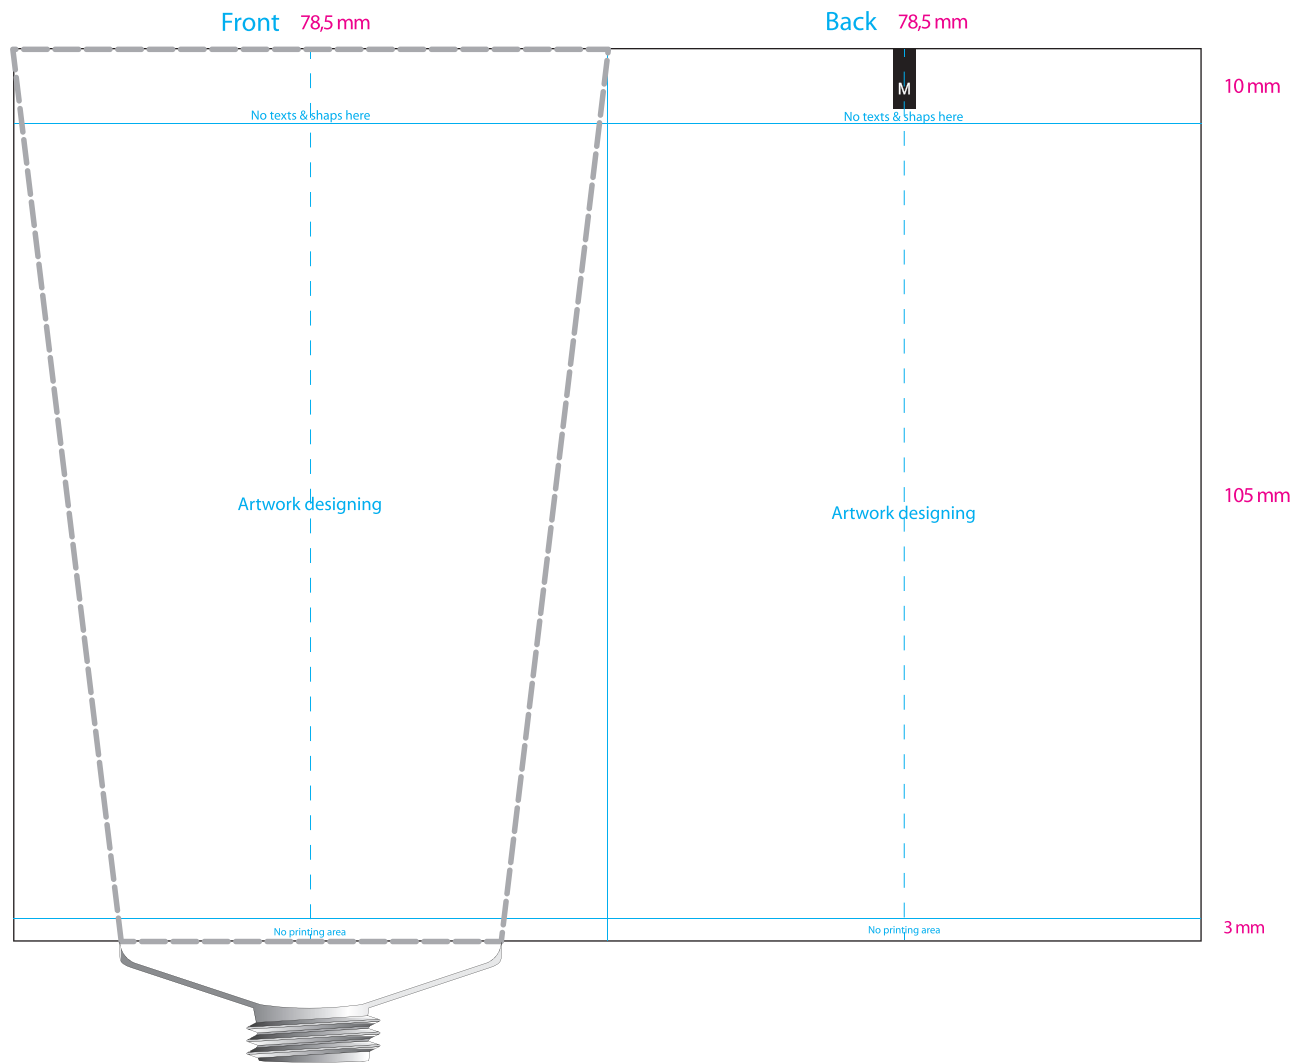 Front 78,5 mm
Back 78,5 mm
M
10 mm
No texts & shaps here
No texts & shaps here
Artwork designing
Artwork designing
105 mm
No printing area
No printing area
3 mm